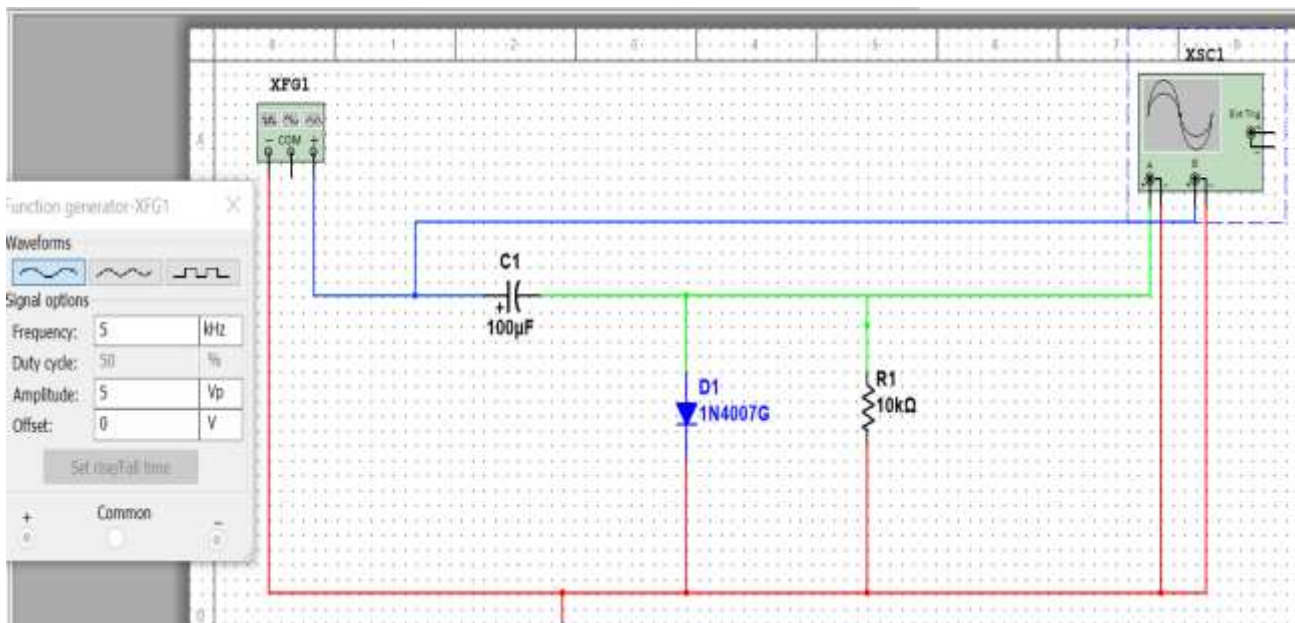 XFG1
COM
XSC1
Ext Trig
A
B
Function generator-XFG1
Waveforms
Signal options
Frequency: 5 kHz
Duty cycle: 50 %
Amplitude: 5 Vp
Offset: 0 V
Set rise/Fall time
+ Common −
C1
+
100µF
D1
1N4007G
R1
10kΩ